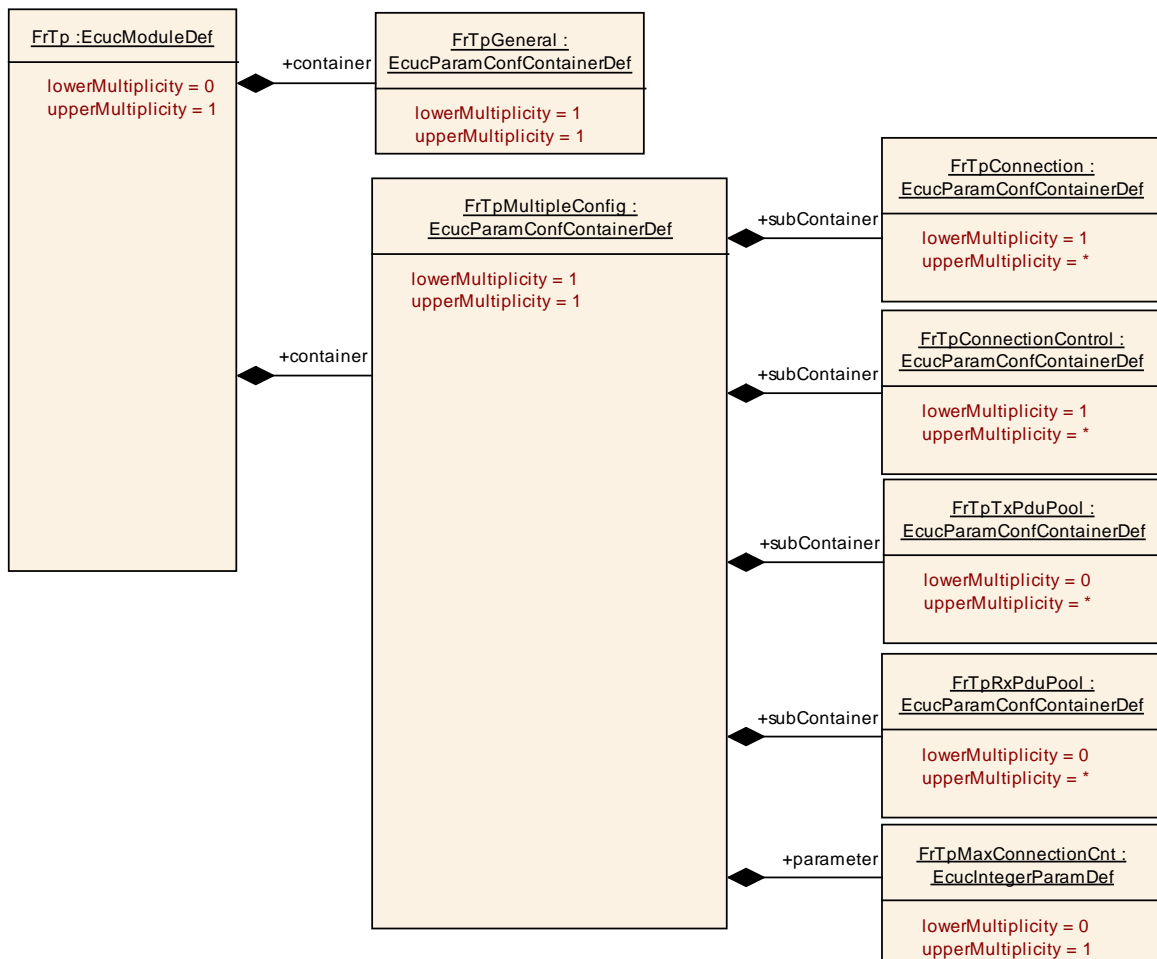 FrTp :EcucModuleDef
lowerMultiplicity = 0
upperMultiplicity = 1
+container
FrTpGeneral :
EcucParamConfContainerDef
lowerMultiplicity = 1
upperMultiplicity = 1
+container
FrTpMultipleConfig :
EcucParamConfContainerDef
lowerMultiplicity = 1
upperMultiplicity = 1
+subContainer
FrTpConnection :
EcucParamConfContainerDef
lowerMultiplicity = 1
upperMultiplicity = *
+subContainer
FrTpConnectionControl :
EcucParamConfContainerDef
lowerMultiplicity = 1
upperMultiplicity = *
+subContainer
FrTpTxPduPool :
EcucParamConfContainerDef
lowerMultiplicity = 0
upperMultiplicity = *
+subContainer
FrTpRxPduPool :
EcucParamConfContainerDef
lowerMultiplicity = 0
upperMultiplicity = *
+parameter
FrTpMaxConnectionCnt :
EcucIntegerParamDef
lowerMultiplicity = 0
upperMultiplicity = 1